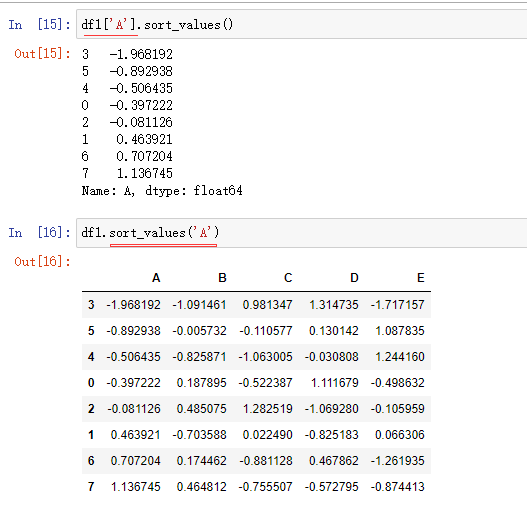 In [15]: df1['A'].sort_values()
Out[15]: 3 -1.968192
5 -0.892938
4 -0.506435
0 -0.397222
2 -0.081126
1 0.463921
6 0.707204
7 1.136745
Name: A, dtype: float64
In [16]: df1.sort_values('A')
Out[16]:
A B C D E
3 -1.968192 -1.091461 0.981347 1.314735 -1.717157
5 -0.892938 -0.005732 -0.110577 0.130142 1.087835
4 -0.506435 -0.825871 -1.063005 -0.030808 1.244160
0 -0.397222 0.187895 -0.522387 1.111679 -0.498632
2 -0.081126 0.485075 1.282519 -1.069280 -0.105959
1 0.463921 -0.703588 0.022490 -0.825183 0.066306
6 0.707204 0.174462 -0.881128 0.467862 -1.261935
7 1.136745 0.464812 -0.755507 -0.572795 -0.874413